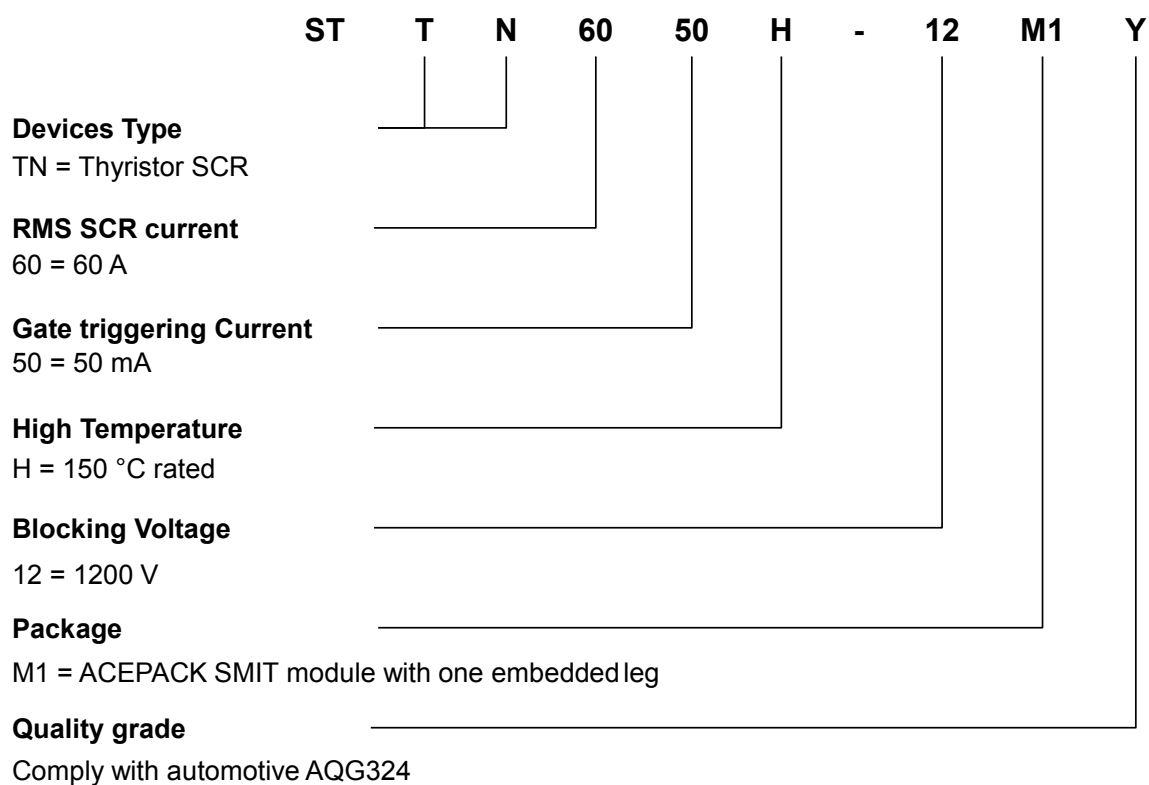 ST T N 60 50 H - 12 M1 Y
Devices Type
TN = Thyristor SCR
RMS SCR current
60 = 60 A
Gate triggering Current
50 = 50 mA
High Temperature
H = 150 °C rated
Blocking Voltage
12 = 1200 V
Package
M1 = ACEPACK SMIT module with one embedded leg
Quality grade
Comply with automotive AQG324